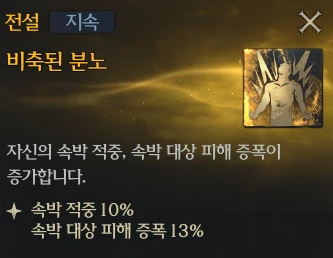 전설 지속
비축된 분노
자신의 속박 적중, 속박 대상 피해 증폭이
증가합니다.
속박 적중 10%
속박 대상 피해 증폭 13%